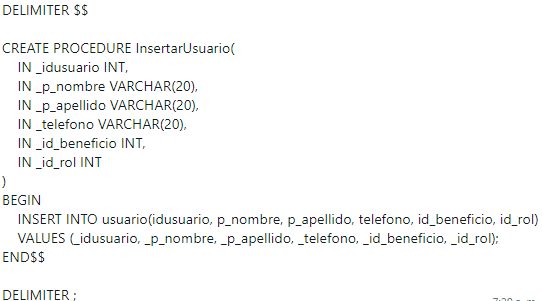 DELIMITER $$
CREATE PROCEDURE InsertarUsuario(
IN _idusuario INT,
IN _p_nombre VARCHAR(20),
IN _p_apellido VARCHAR(20),
IN _telefono VARCHAR(20),
IN _id_beneficio INT,
IN _id_rol INT
)
BEGIN
INSERT INTO usuario(idusuario, p_nombre, p_apellido, telefono, id_beneficio, id_rol)
VALUES (_idusuario, _p_nombre, _p_apellido, _telefono, _id_beneficio, _id_rol);
END$$
DELIMITER ;